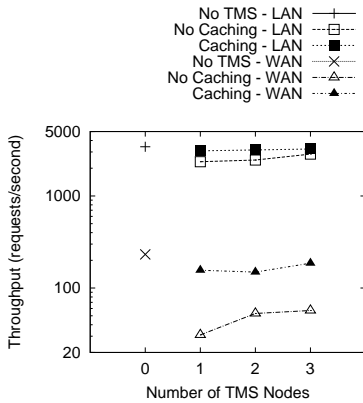 No TMS - LAN
No Caching - LAN
Caching - LAN
No TMS - WAN
No Caching - WAN
Caching - WAN
5000
1000
100
20
0 1 2 3
Throughput (requests/second)
Number of TMS Nodes